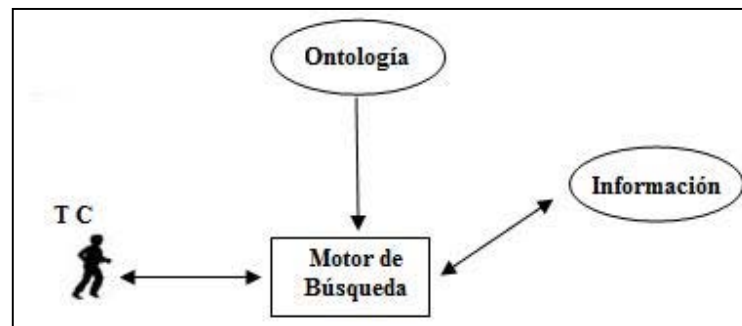 Ontología
Información
T C
Motor de
Búsqueda